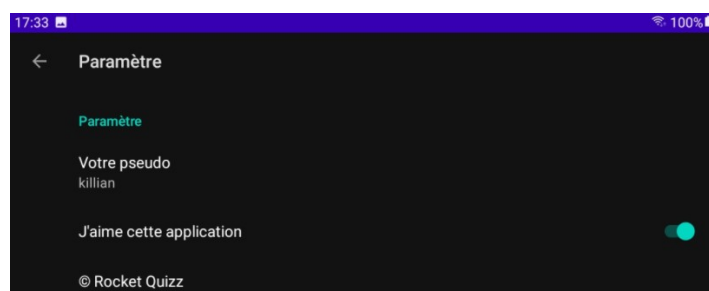 17:33 100%
Paramètre
Paramètre
Votre pseudo
killian
J'aime cette application
© Rocket Quizz